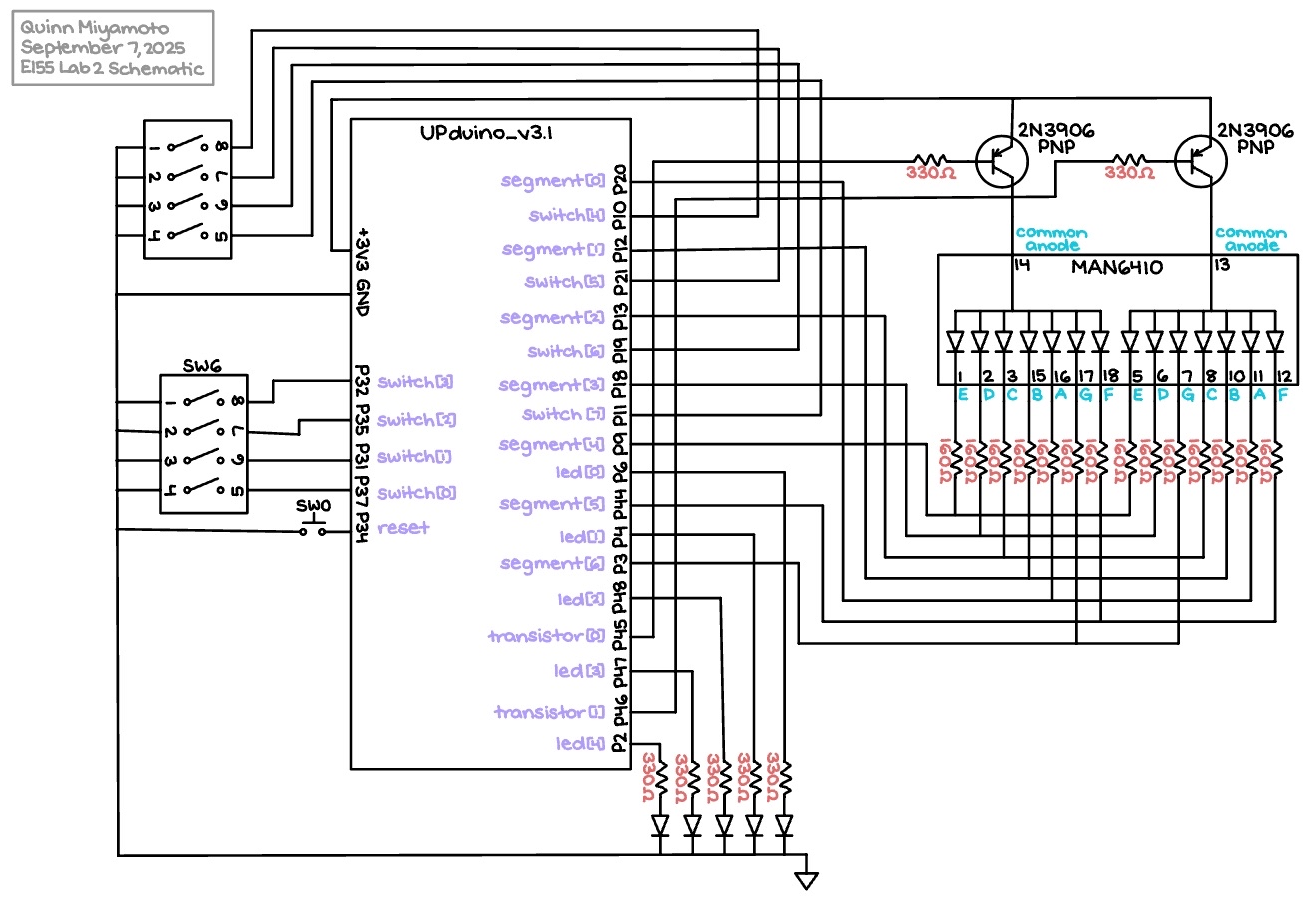 Quinn Miyamoto
September 7, 2025
E155 Lab 2 Schematic
UPduino_v3.1
1 8
2 7
3 6
4 5
+3V3
GND
SW6
1 8
2 7
3 6
4 5
SW0
P32 switch[3]
P35 switch[2]
P31 switch[1]
P37 switch[0]
P34 reset
segment[0] P20
switch[4] P10
segment[1] P12
switch[5] P21
segment[2] P13
switch[6] P19
segment[3] P18
switch[7] P11
segment[4] P9
led[0] P6
segment[5] P44
led[1] P4
segment[6] P3
led[2] P48
transistor[0] P45
led[3] P47
transistor[1] P46
led[4] P2
330Ω 330Ω 330Ω 330Ω 330Ω
2N3906
PNP
2N3906
PNP
330Ω
330Ω
common
anode
common
anode
14 MAN6410 13
1 2 3 15 16 17 18 5 6 7 8 10 11 12
E D C B A G F E D G C B A F
160Ω 160Ω 160Ω 160Ω 160Ω 160Ω 160Ω 160Ω 160Ω 160Ω 160Ω 160Ω 160Ω 160Ω